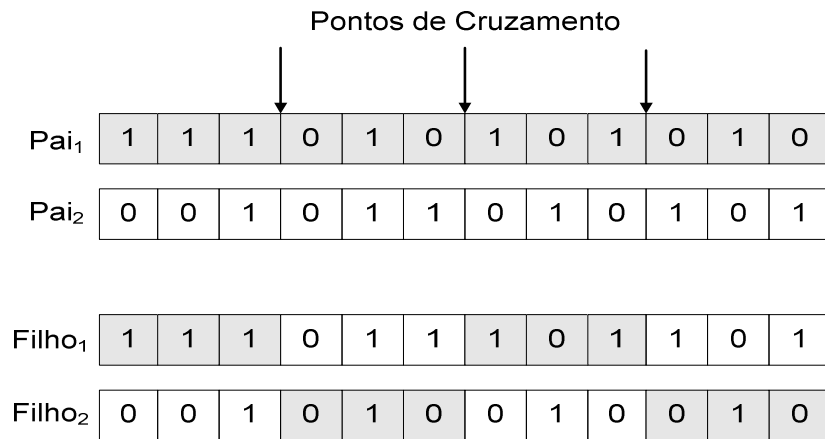 Pontos de Cruzamento
Pai₁ 1 1 1 0 1 0 1 0 1 0 1 0
Pai₂ 0 0 1 0 1 1 0 1 0 1 0 1
Filho₁ 1 1 1 0 1 1 1 0 1 1 0 1
Filho₂ 0 0 1 0 1 0 0 1 0 0 1 0